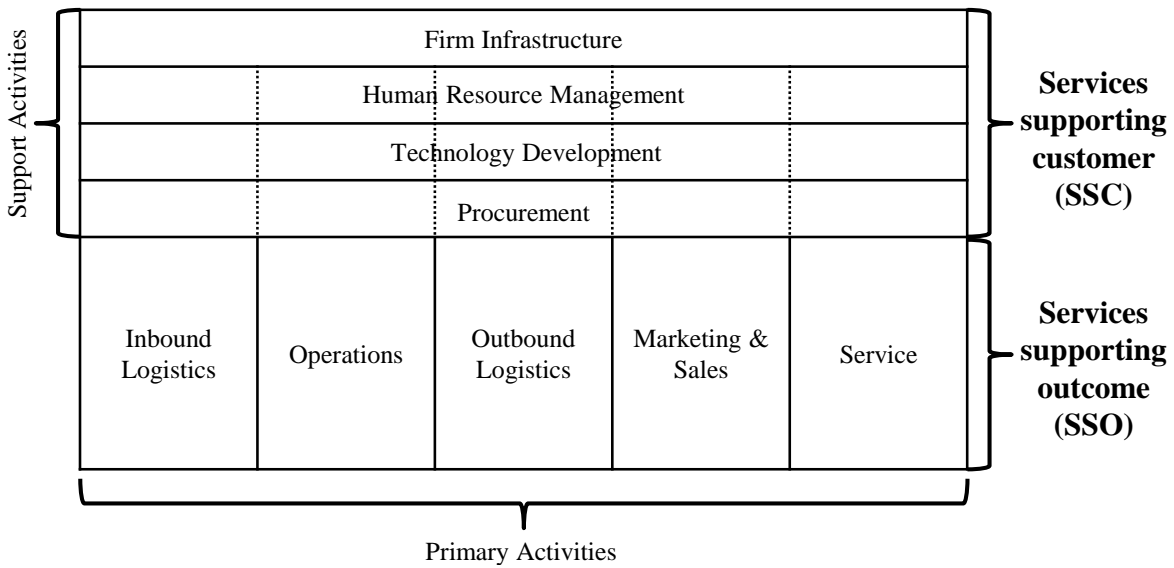 Support Activities
Firm Infrastructure
Human Resource Management
Technology Development
Procurement
Services
supporting
customer
(SSC)
Inbound
Logistics
Operations
Outbound
Logistics
Marketing &
Sales
Service
Services
supporting
outcome
(SSO)
Primary Activities